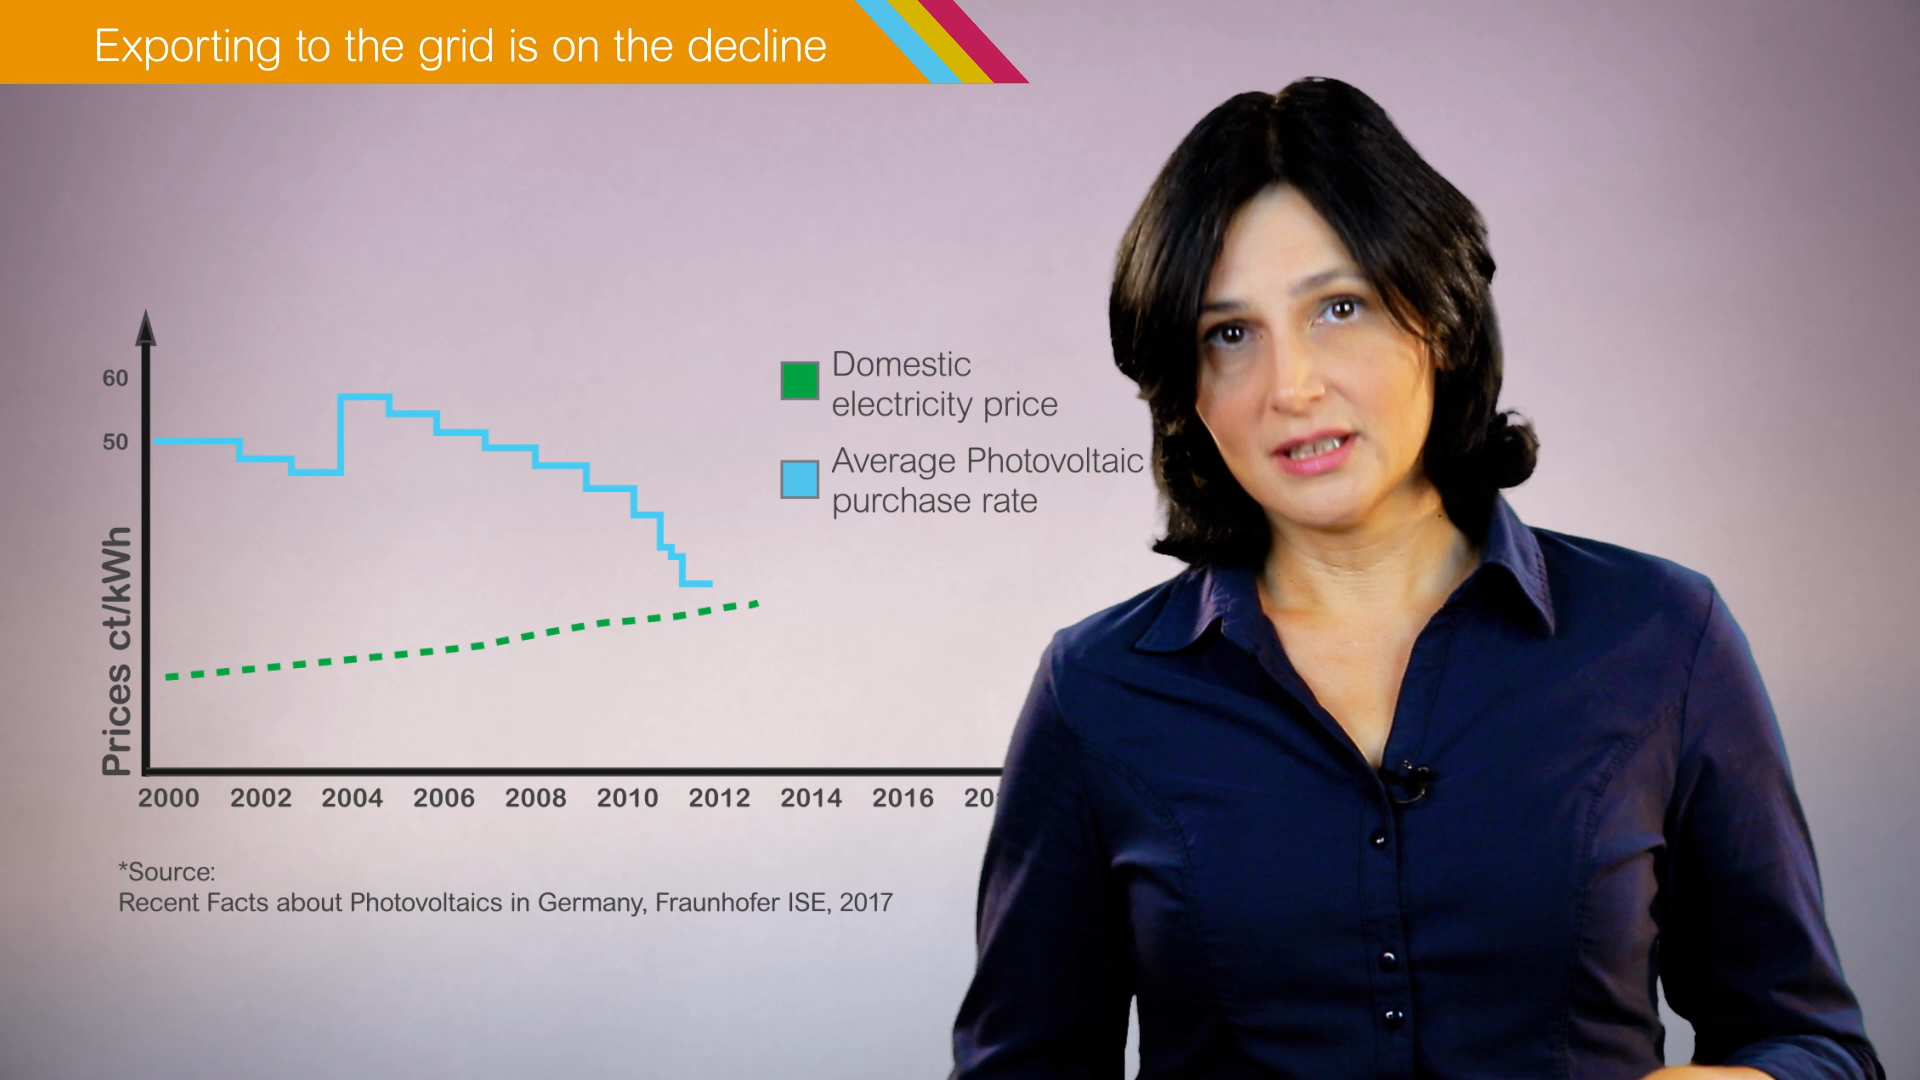 Exporting to the grid is on the decline
60
50
Prices ct/kWh
Domestic
electricity price
Average Photovoltaic
purchase rate
2000 2002 2004 2006 2008 2010 2012 2014 2016
*Source:
Recent Facts about Photovoltaics in Germany, Fraunhofer ISE, 2017